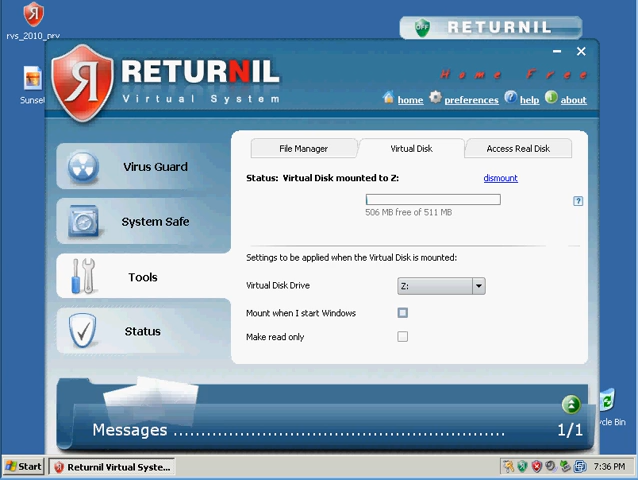 rvs_2010_prv
OFF RETURNIL
RETURNIL
Virtual System
Home Free
home preferences help about
Sunset
Virus Guard
System Safe
Tools
Status
File Manager Virtual Disk Access Real Disk
Status: Virtual Disk mounted to Z: dismount
506 MB free of 511 MB
?
Settings to be applied when the Virtual Disk is mounted:
Virtual Disk Drive Z:
Mount when I start Windows
Make read only
ycle Bin
Messages 1/1
Start Returnil Virtual Syste... 7:36 PM